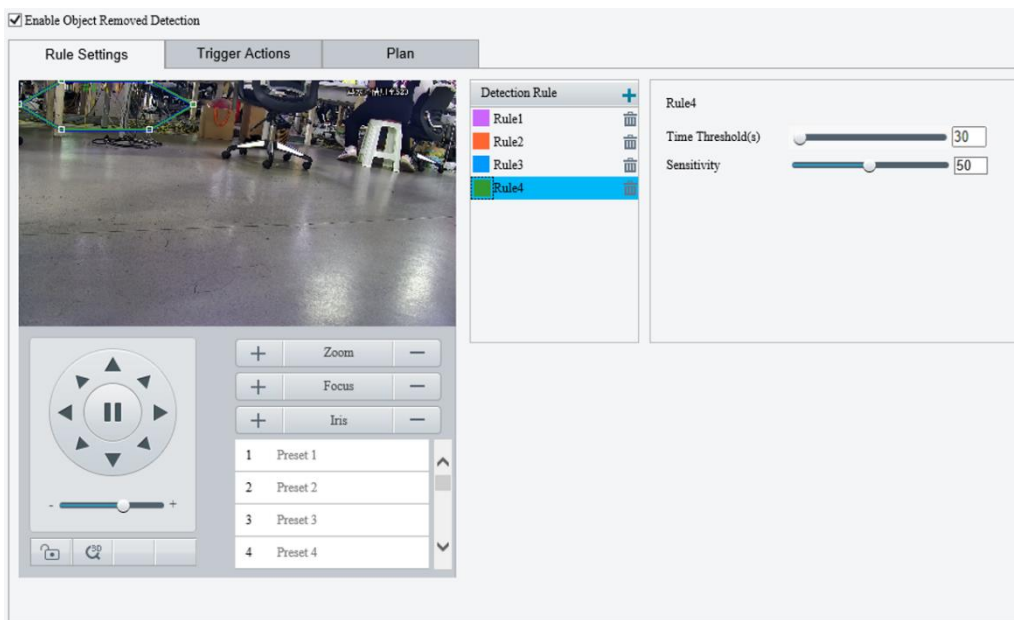 Enable Object Removed Detection
Rule Settings
Trigger Actions
Plan
Detection Rule
Rule1
Rule2
Rule3
Rule4
Rule4
Time Threshold(s)
30
Sensitivity
50
Zoom
Focus
Iris
1 Preset 1
2 Preset 2
3 Preset 3
4 Preset 4
- +
3D